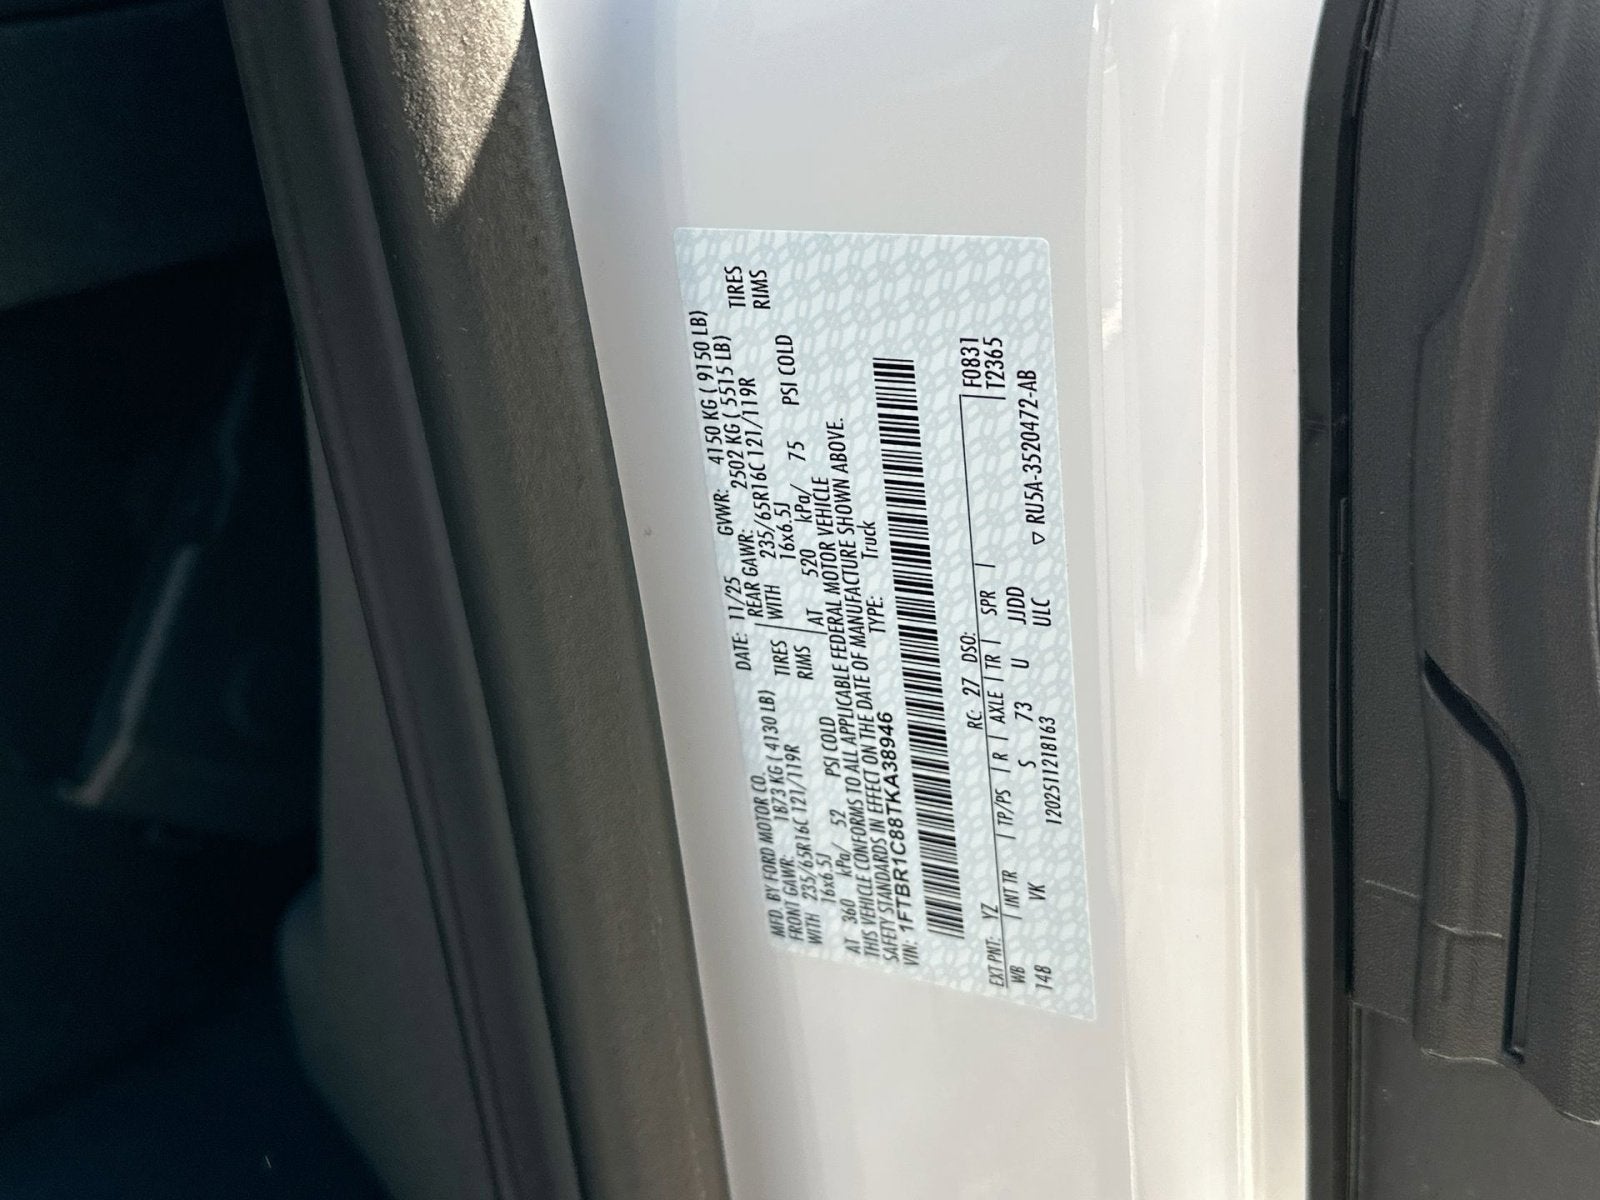 MFD. BY FORD MOTOR CO. DATE: 11/25 GVWR: 4150 KG ( 9150 LB)
FRONT GAWR: 1873 KG ( 4130 LB) REAR GAWR: 2502 KG ( 5515 LB)
WITH 235/65R16C 121/119R TIRES WITH 235/65R16C 121/119R TIRES
16x6.5J RIMS 16x6.5J RIMS
AT 360 kPa/ 52 PSI COLD AT 520 kPa/ 75 PSI COLD
THIS VEHICLE CONFORMS TO ALL APPLICABLE FEDERAL MOTOR VEHICLE
SAFETY STANDARDS IN EFFECT ON THE DATE OF MANUFACTURE SHOWN ABOVE.
VIN: 1FTBR1C88TKA38946 TYPE: Truck
EXT PNT: YZ RC: 27 DSO: F0831
WB INT TR TP/PS R AXLE TR SPR T2365
148 VK S 73 U JJDD
120251121B163 ULC ▽ RU5A-3520472-AB